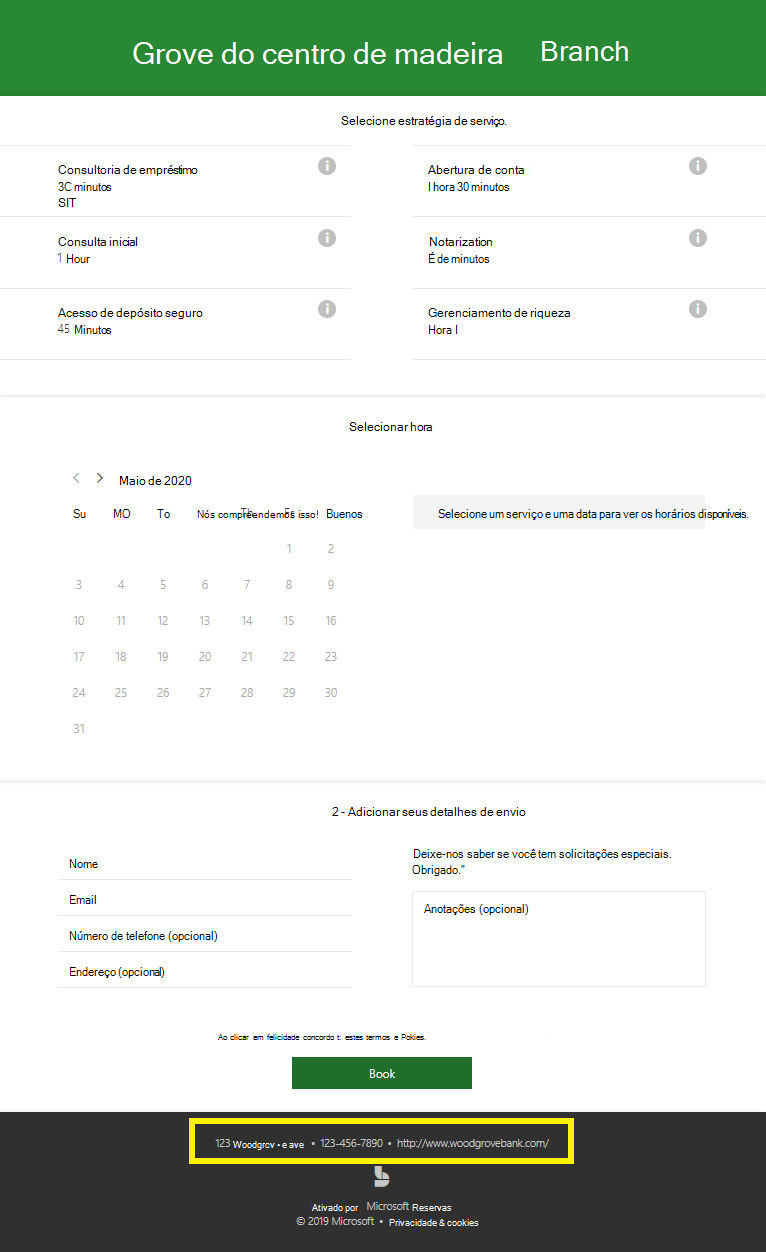 Grove do centro de madeira Branch
Selecione estratégia de serviço.
Consultoria de empréstimo
3C minutos
SIT
Abertura de conta
I hora 30 minutos
Consulta inicial
1 Hour
Notarization
É de minutos
Acesso de depósito seguro
45 Minutos
Gerenciamento de riqueza
Hora I
Selecionar hora
Maio de 2020
Su MO To Nós compreendemos isso! Th Fr Buenos
1 2
3 4 5 6 7 8 9
10 11 12 13 14 15 16
17 18 19 20 21 22 23
24 25 26 27 28 29 30
31
Selecione um serviço e uma data para ver os horários disponíveis.
2 - Adicionar seus detalhes de envio
Nome
Email
Número de telefone (opcional)
Endereço (opcional)
Deixe-nos saber se você tem solicitações especiais.
Obrigado."
Anotações (opcional)
Ao clicar em felicidade concordo t: estes termos e Pokies.
Book
123 Woodgrcv • e ave • 123-456-7890 • http://www.woodgrovebank.com/
Ativado por Microsoft Reservas
© 2019 Microsoft • Privacidade & cookies